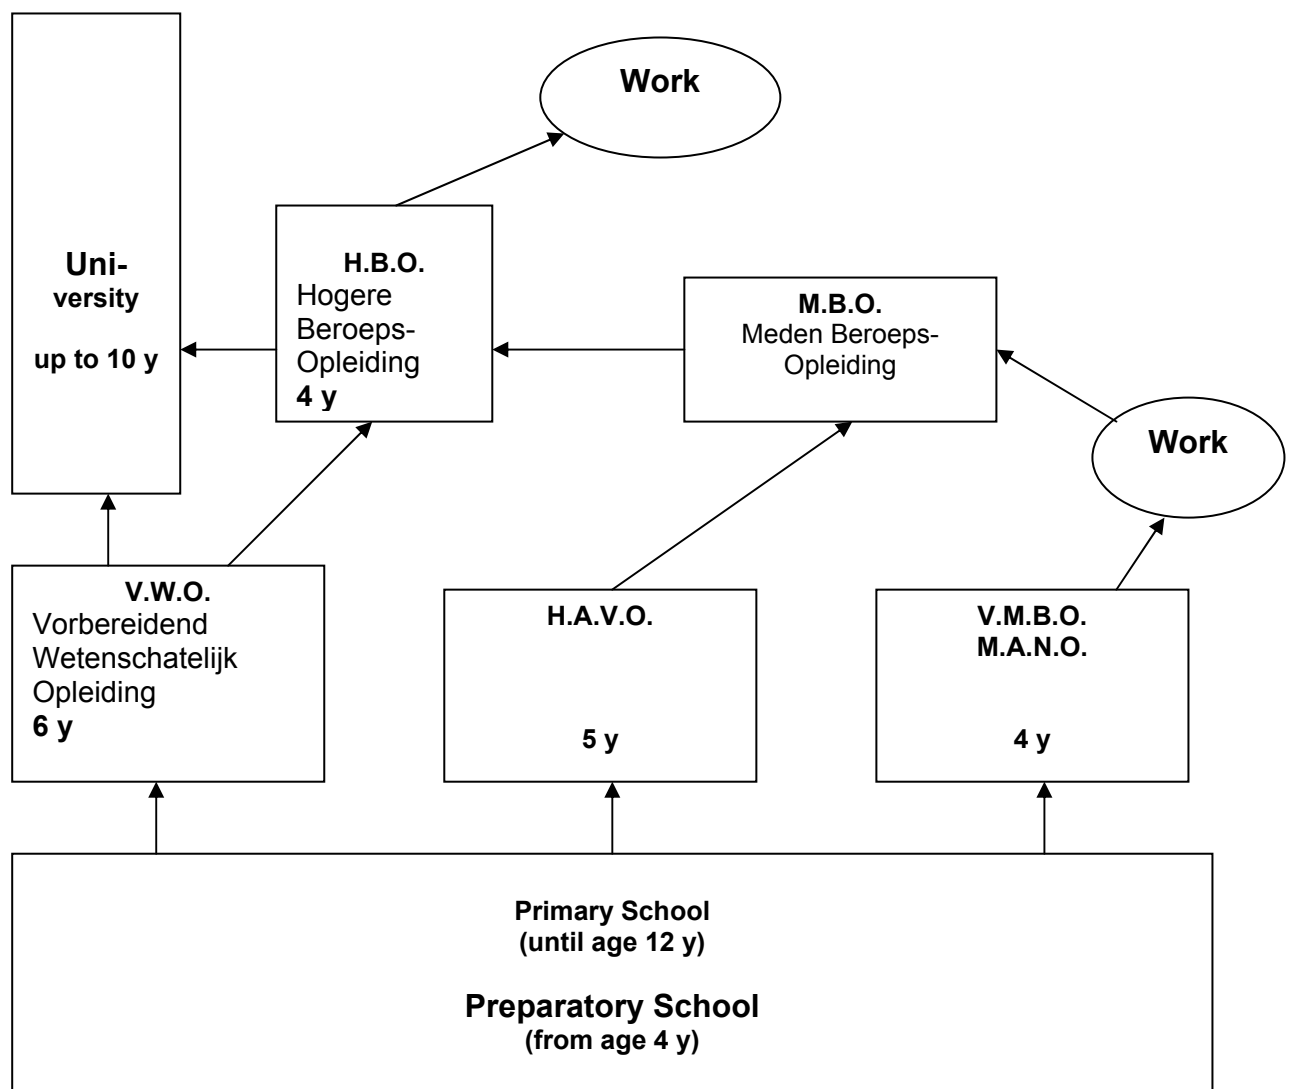 Work
Uni-
versity
up to 10 y
H.B.O.
Hogere
Beroeps-
Opleiding
4 y
M.B.O.
Meden Beroeps-
Opleiding
Work
V.W.O.
Vorbereidend
Wetenschatelijk
Opleiding
6 y
H.A.V.O.
5 y
V.M.B.O.
M.A.N.O.
4 y
Primary School
(until age 12 y)
Preparatory School
(from age 4 y)